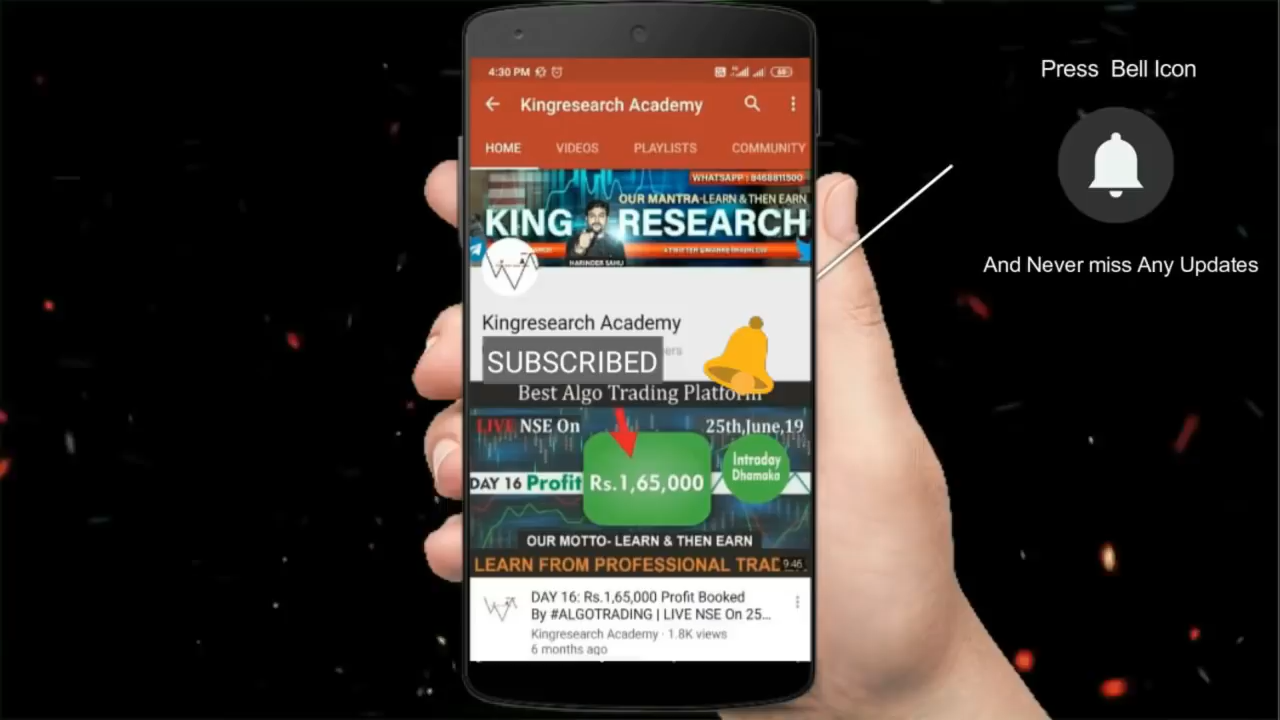 Press Bell Icon
And Never miss Any Updates
4:30 PM
Kingresearch Academy
HOME VIDEOS PLAYLISTS COMMUNITY
WHATSAPP : 8468811500
OUR MANTRA-LEARN & THEN EARN
KING RESEARCH
HARINDER SAHU
Kingresearch Academy
SUBSCRIBED
Best Algo Trading Platform
LIVE NSE On 25th,June,19
Intraday
Dhamaka
DAY 16 Profit Rs.1,65,000
OUR MOTTO- LEARN & THEN EARN
LEARN FROM PROFESSIONAL TRAD
9:46
DAY 16: Rs.1,65,000 Profit Booked
By #ALGOTRADING | LIVE NSE On 25...
Kingresearch Academy · 1.8K views
6 months ago